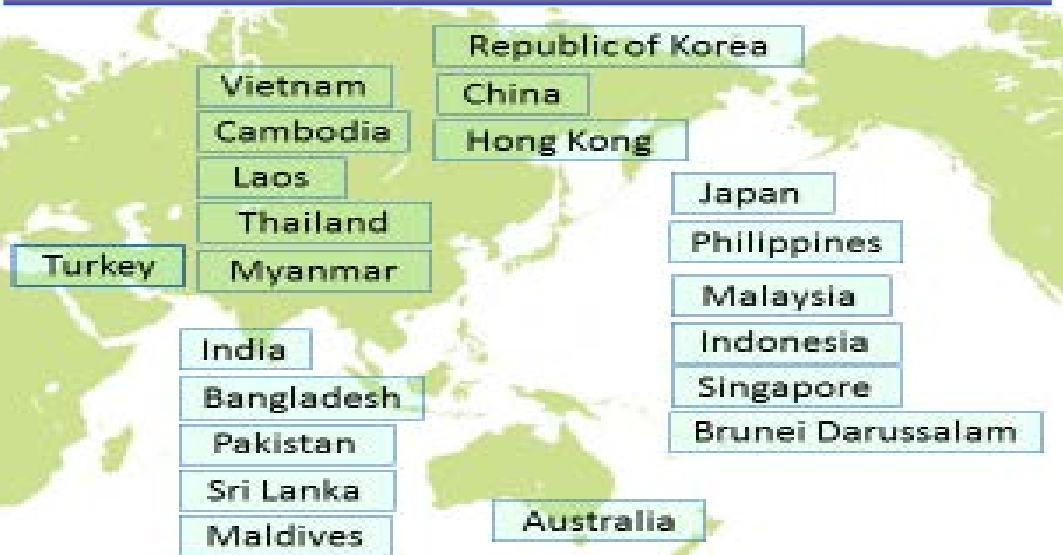 Republic of Korea
Vietnam
China
Cambodia
Hong Kong
Laos
Japan
Thailand
Philippines
Turkey
Myanmar
Malaysia
India
Indonesia
Bangladesh
Singapore
Pakistan
Brunei Darussalam
Sri Lanka
Australia
Maldives